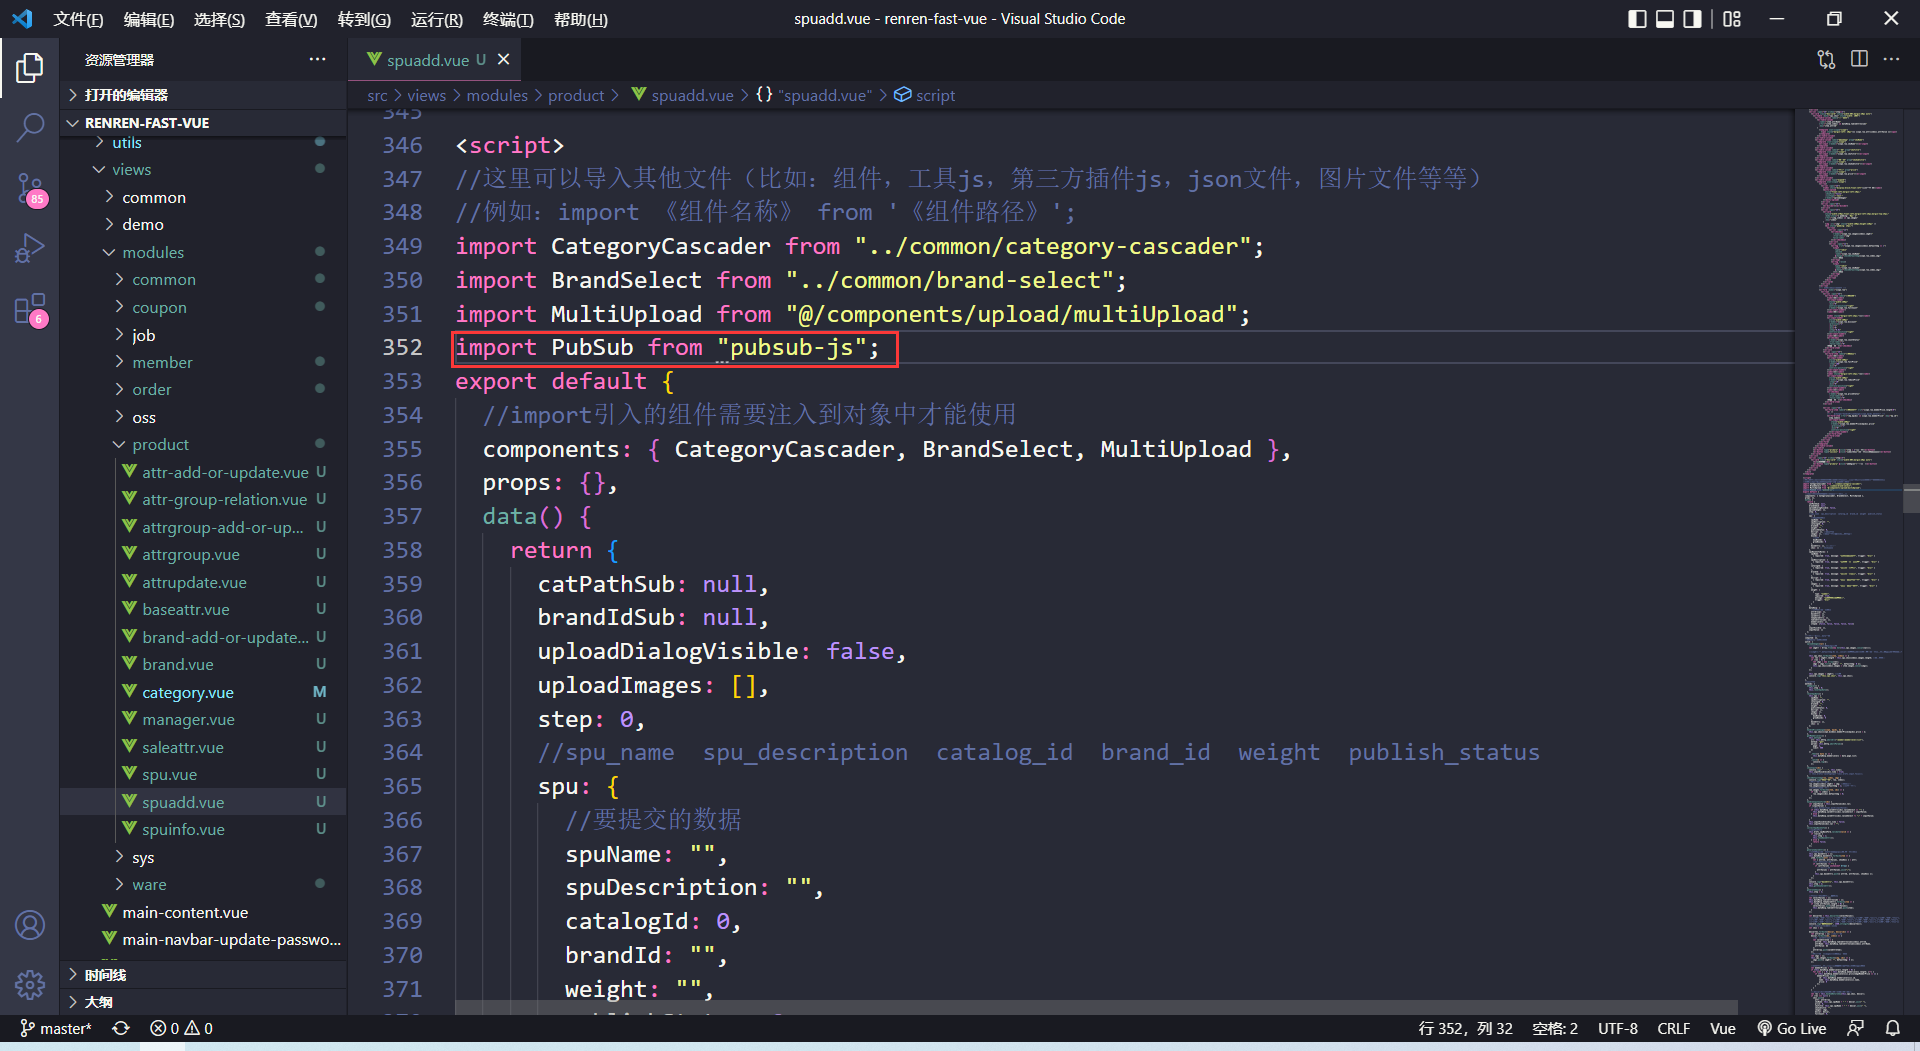 文件(F) 编辑(E) 选择(S) 查看(V) 转到(G) 运行(R) 终端(T) 帮助(H) spuadd.vue - renren-fast-vue - Visual Studio Code
资源管理器
打开的编辑器
RENREN-FAST-VUE
utils
views
common
demo
modules
common
coupon
job
member
order
oss
product
attr-add-or-update.vue U
attr-group-relation.vue U
attrgroup-add-or-up... U
attrgroup.vue U
attrupdate.vue U
baseattr.vue U
brand-add-or-update... U
brand.vue U
category.vue M
manager.vue U
saleattr.vue U
spu.vue U
spuadd.vue U
spuinfo.vue U
sys
ware
main-content.vue
main-navbar-update-passwo...
时间线
大纲
85
6
spuadd.vue U
src > views > modules > product > spuadd.vue > {} "spuadd.vue" > script
345
346 <script>
347 //这里可以导入其他文件（比如：组件，工具js，第三方插件js，json文件，图片文件等等）
348 //例如：import 《组件名称》 from '《组件路径》';
349 import CategoryCascader from "../common/category-cascader";
350 import BrandSelect from "../common/brand-select";
351 import MultiUpload from "@/components/upload/multiUpload";
352 import PubSub from "pubsub-js";
353 export default {
354 //import引入的组件需要注入到对象中才能使用
355 components: { CategoryCascader, BrandSelect, MultiUpload },
356 props: {},
357 data() {
358 return {
359 catPathSub: null,
360 brandIdSub: null,
361 uploadDialogVisible: false,
362 uploadImages: [],
363 step: 0,
364 //spu_name spu_description catalog_id brand_id weight publish_status
365 spu: {
366 //要提交的数据
367 spuName: "",
368 spuDescription: "",
369 catalogId: 0,
370 brandId: "",
371 weight: "",
master* 0 0 行 352，列 32 空格: 2 UTF-8 CRLF Vue Go Live